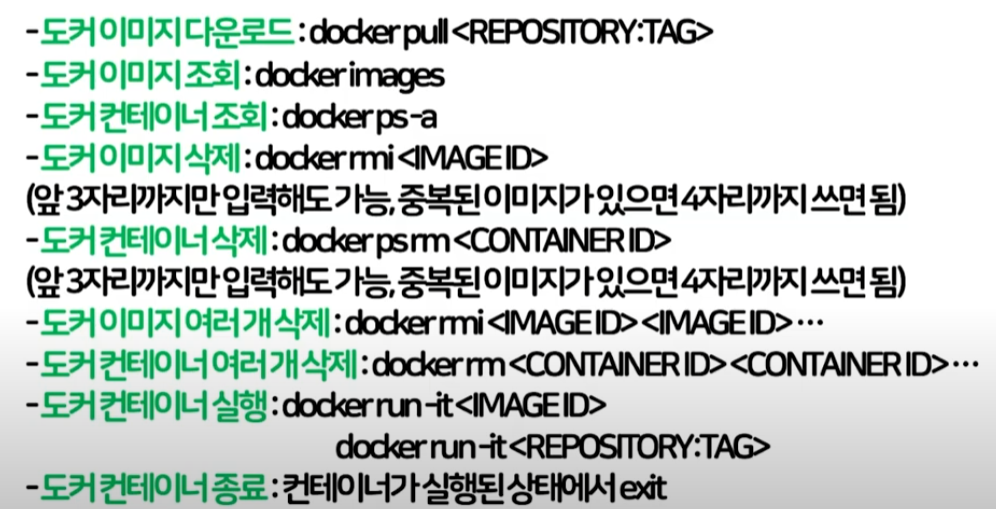 - 도커 이미지 다운로드 : docker pull <REPOSITORY:TAG>
- 도커 이미지 조회 : docker images
- 도커 컨테이너 조회 : docker ps -a
- 도커 이미지 삭제 : docker rmi <IMAGE ID>
(앞 3자리까지만 입력해도 가능, 중복된 이미지가 있으면 4자리까지 쓰면 됨)
- 도커 컨테이너 삭제 : docker ps rm <CONTAINER ID>
(앞 3자리까지만 입력해도 가능, 중복된 이미지가 있으면 4자리까지 쓰면 됨)
- 도커 이미지 여러 개 삭제 : docker rmi <IMAGE ID> <IMAGE ID> ···
- 도커 컨테이너 여러 개 삭제 : docker rm <CONTAINER ID> <CONTAINER ID> ···
- 도커 컨테이너 실행 : docker run -it <IMAGE ID>
docker run -it <REPOSITORY:TAG>
- 도커 컨테이너 종료 : 컨테이너가 실행된 상태에서 exit